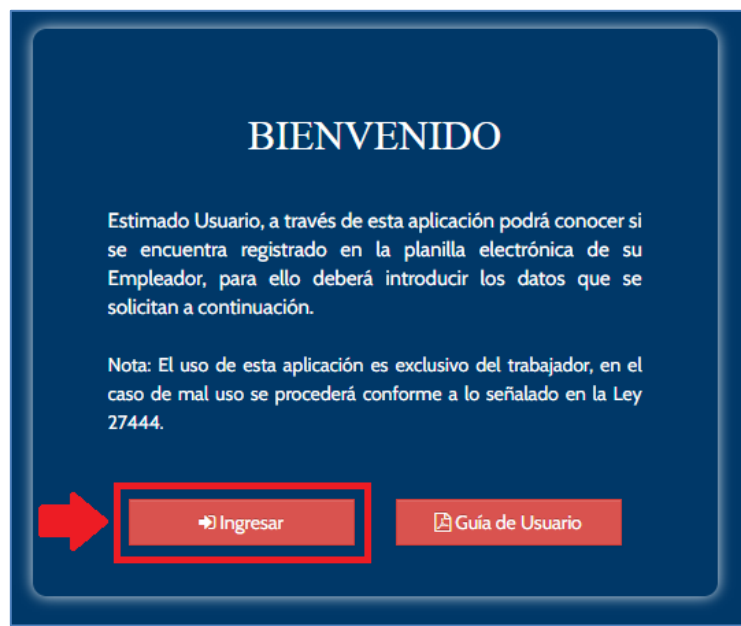 BIENVENIDO
Estimado Usuario, a través de esta aplicación podrá conocer si
se encuentra registrado en la planilla electrónica de su
Empleador, para ello deberá introducir los datos que se
solicitan a continuación.
Nota: El uso de esta aplicación es exclusivo del trabajador, en el
caso de mal uso se procederá conforme a lo señalado en la Ley
27444.
Ingresar
Guía de Usuario